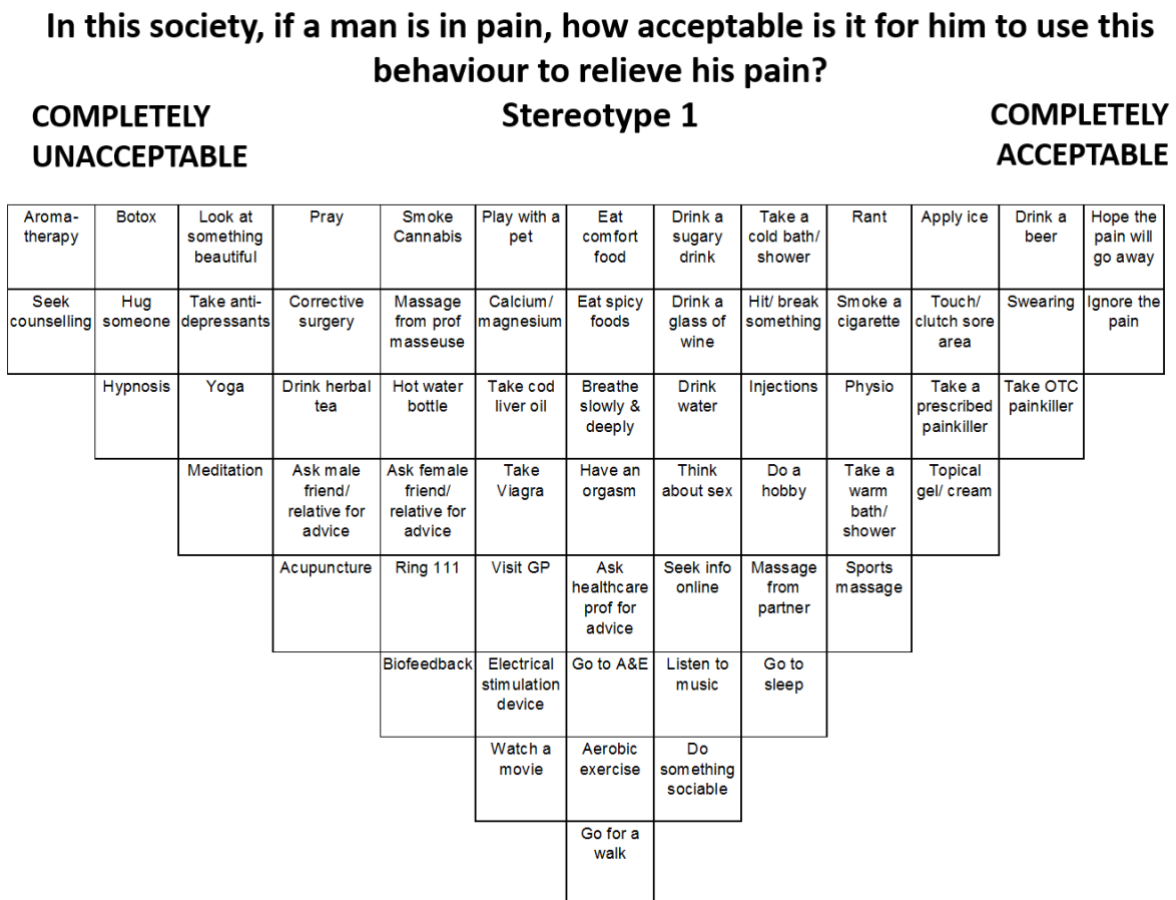 In this society, if a man is in pain, how acceptable is it for him to use this
behaviour to relieve his pain?
COMPLETELY
UNACCEPTABLE
Stereotype 1
COMPLETELY
ACCEPTABLE
Aroma-
therapy
Botox
Look at
something
beautiful
Pray
Smoke
Cannabis
Play with a
pet
Eat
comfort
food
Drink a
sugary
drink
Take a
cold bath/
shower
Rant
Apply ice
Drink a
beer
Hope the
pain will
go away
Seek
counselling
Hug
someone
Take anti-
depressants
Corrective
surgery
Massage
from prof
masseuse
Calcium/
magnesium
Eat spicy
foods
Drink a
glass of
wine
Hit/ break
something
Smoke a
cigarette
Touch/
clutch sore
area
Swearing
Ignore the
pain
Hypnosis
Yoga
Drink herbal
tea
Hot water
bottle
Take cod
liver oil
Breathe
slowly &
deeply
Drink
water
Injections
Physio
Take a
prescribed
painkiller
Take OTC
painkiller
Meditation
Ask male
friend/
relative for
advice
Ask female
friend/
relative for
advice
Take
Viagra
Have an
orgasm
Think
about sex
Do a
hobby
Take a
warm
bath/
shower
Topical
gel/ cream
Acupuncture
Ring 111
Visit GP
Ask
healthcare
prof for
advice
Seek info
online
Massage
from
partner
Sports
massage
Biofeedback
Electrical
stimulation
device
Go to A&E
Listen to
music
Go to
sleep
Watch a
movie
Aerobic
exercise
Do
something
sociable
Go for a
walk